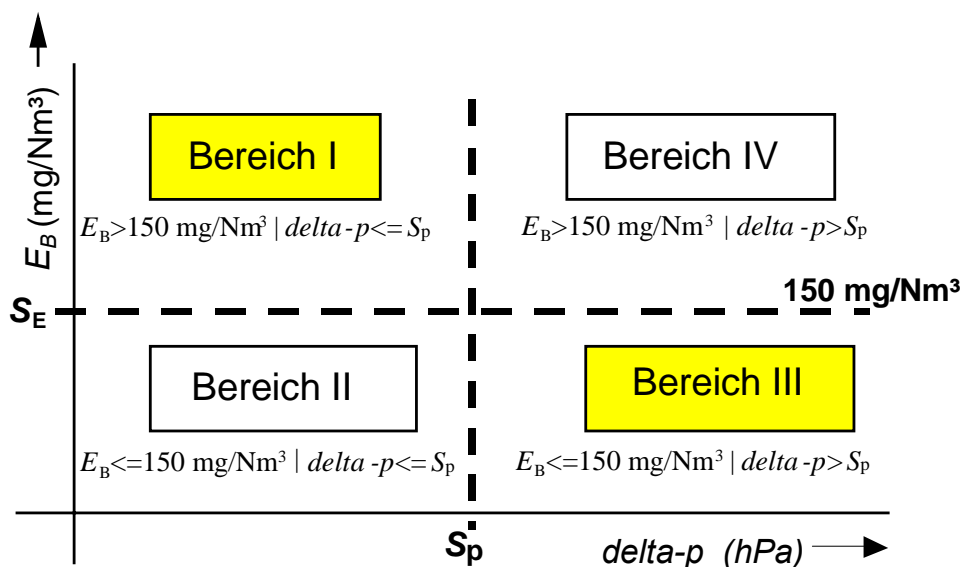 E_B (mg/Nm³)
Bereich I
Bereich IV
E_B>150 mg/Nm³ | delta-p<= S_p
E_B>150 mg/Nm³ | delta-p>S_p
150 mg/Nm³
S_E
Bereich II
Bereich III
E_B<=150 mg/Nm³ | delta-p<= S_p
E_B<=150 mg/Nm³ | delta-p>S_p
S_p
delta-p (hPa)